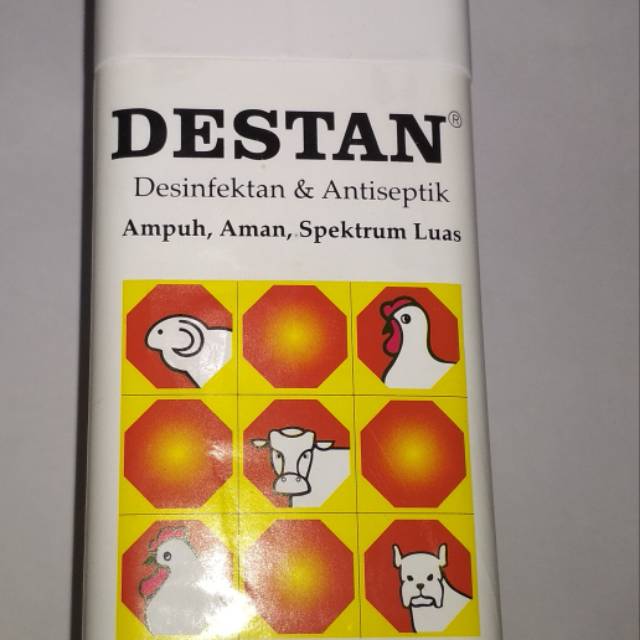 DESTAN®
Desinfektan & Antiseptik
Ampuh, Aman, Spektrum Luas